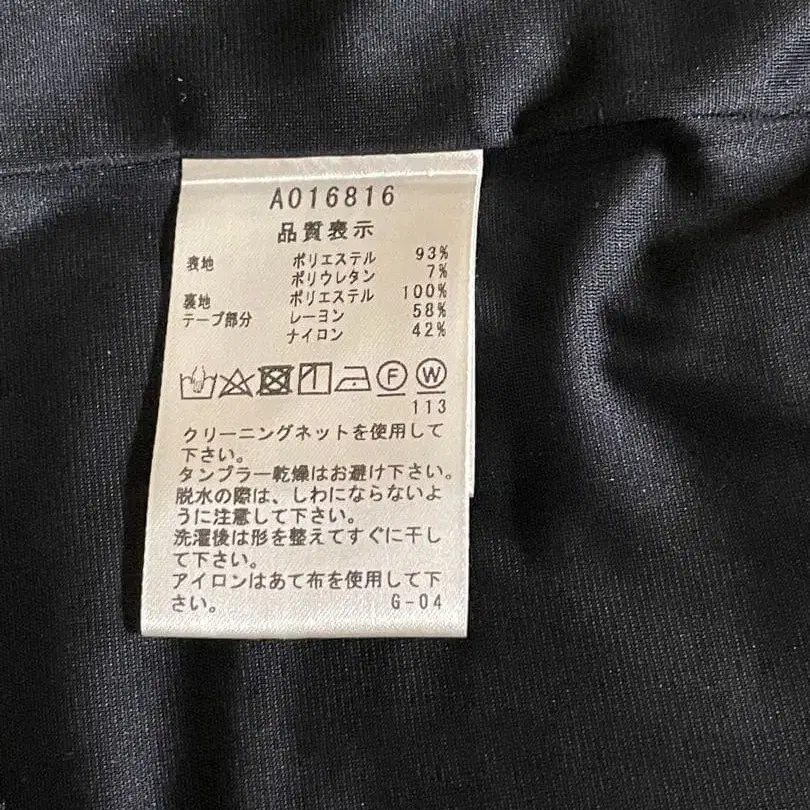 A016816
品質表示
表地 ポリエステル 93%
ポリウレタン 7%
裏地 ポリエステル 100%
テープ部分 レーヨン 58%
ナイロン 42%
F W
113
クリーニングネットを使用して
下さい。
タンブラー乾燥はお避け下さい。
脱水の際は、しわにならないよ
うに注意して下さい。
洗濯後は形を整えてすぐに干し
て下さい。
アイロンはあて布を使用して下
さい。 G-04